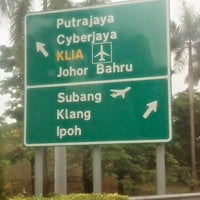 Putrajaya
Cyberjaya
KLIA
Johor Bahru
Subang
Klang
Ipoh